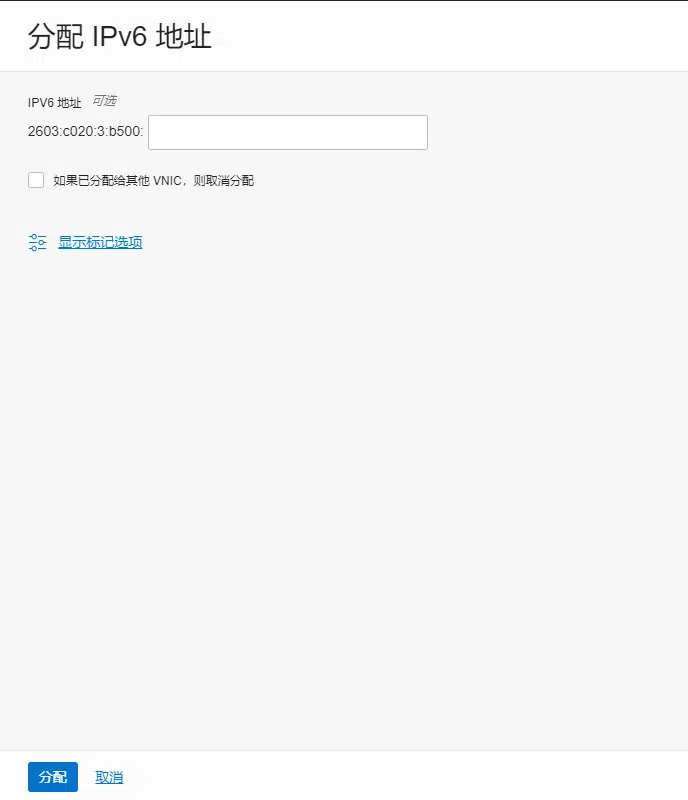 分配 IPv6 地址
IPV6 地址 可选
2603:c020:3:b500:
如果已分配给其他 VNIC，则取消分配
显示标记选项
分配 取消